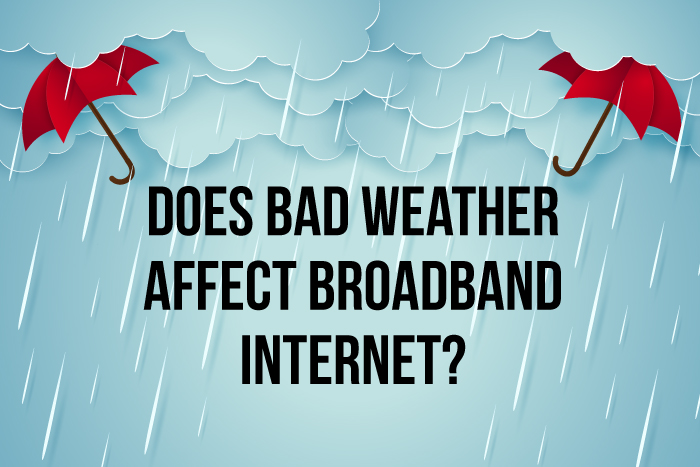 DOES BAD WEATHER
AFFECT BROADBAND
INTERNET?